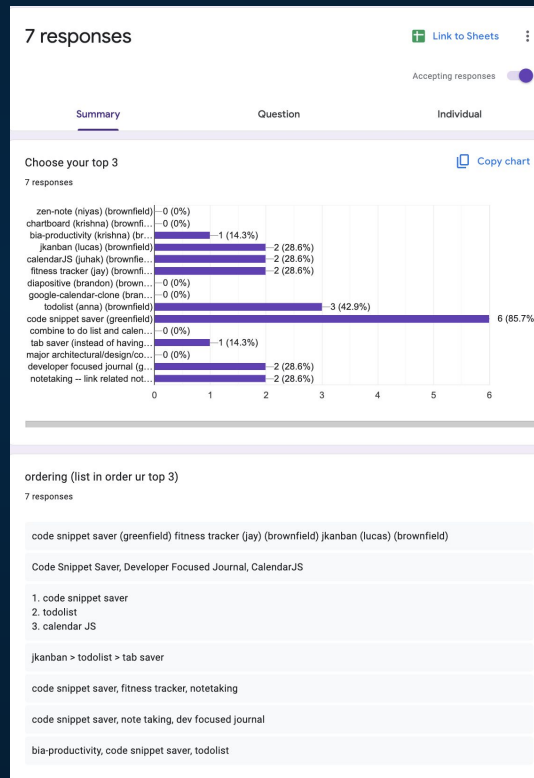 7 responses
Link to Sheets
Accepting responses
Summary
Question
Individual
Choose your top 3
Copy chart
7 responses
zen-note (niyas) (brownfield) 0 (0%)
chartboard (krishna) (brownfi... 0 (0%)
bia-productivity (krishna) (br... 1 (14.3%)
jkanban (lucas) (brownfield) 2 (28.6%)
calendarJS (juhak) (brownfie... 2 (28.6%)
fitness tracker (jay) (brownfi... 2 (28.6%)
diapositive (brandon) (brown... 0 (0%)
google-calendar-clone (bran... 0 (0%)
todolist (anna) (brownfield) 3 (42.9%)
code snippet saver (greenfield) 6 (85.7%
combine to do list and calen... 0 (0%)
tab saver (instead of having... 1 (14.3%)
major architectural/design/co... 0 (0%)
developer focused journal (g... 2 (28.6%)
notetaking -- link related not... 2 (28.6%)
0 1 2 3 4 5 6
ordering (list in order ur top 3)
7 responses
code snippet saver (greenfield) fitness tracker (jay) (brownfield) jkanban (lucas) (brownfield)
Code Snippet Saver, Developer Focused Journal, CalendarJS
1. code snippet saver
2. todolist
3. calendar JS
jkanban > todolist > tab saver
code snippet saver, fitness tracker, notetaking
code snippet saver, note taking, dev focused journal
bia-productivity, code snippet saver, todolist